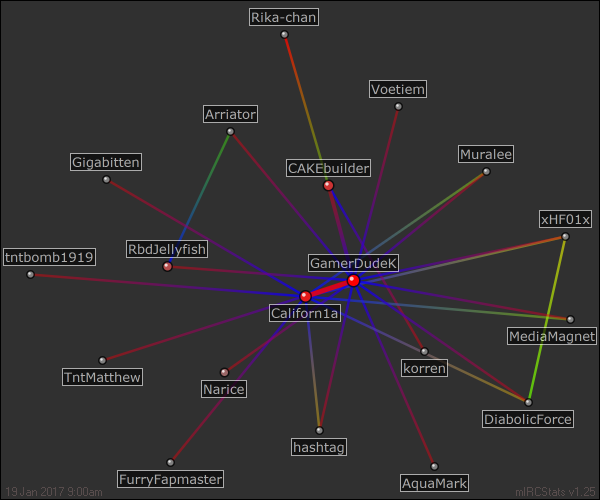 Rika-chan
Voetiem
Arriator
Muralee
Gigabitten
CAKEbuilder
xHF01x
RbdJellyfish
tntbomb1919
GamerDudeK
Californ1a
MediaMagnet
korren
TntMatthew
Narice
DiabolicForce
hashtag
FurryFapmaster
AquaMark
19 Jan 2017 9:00am
mIRCStats v1.25